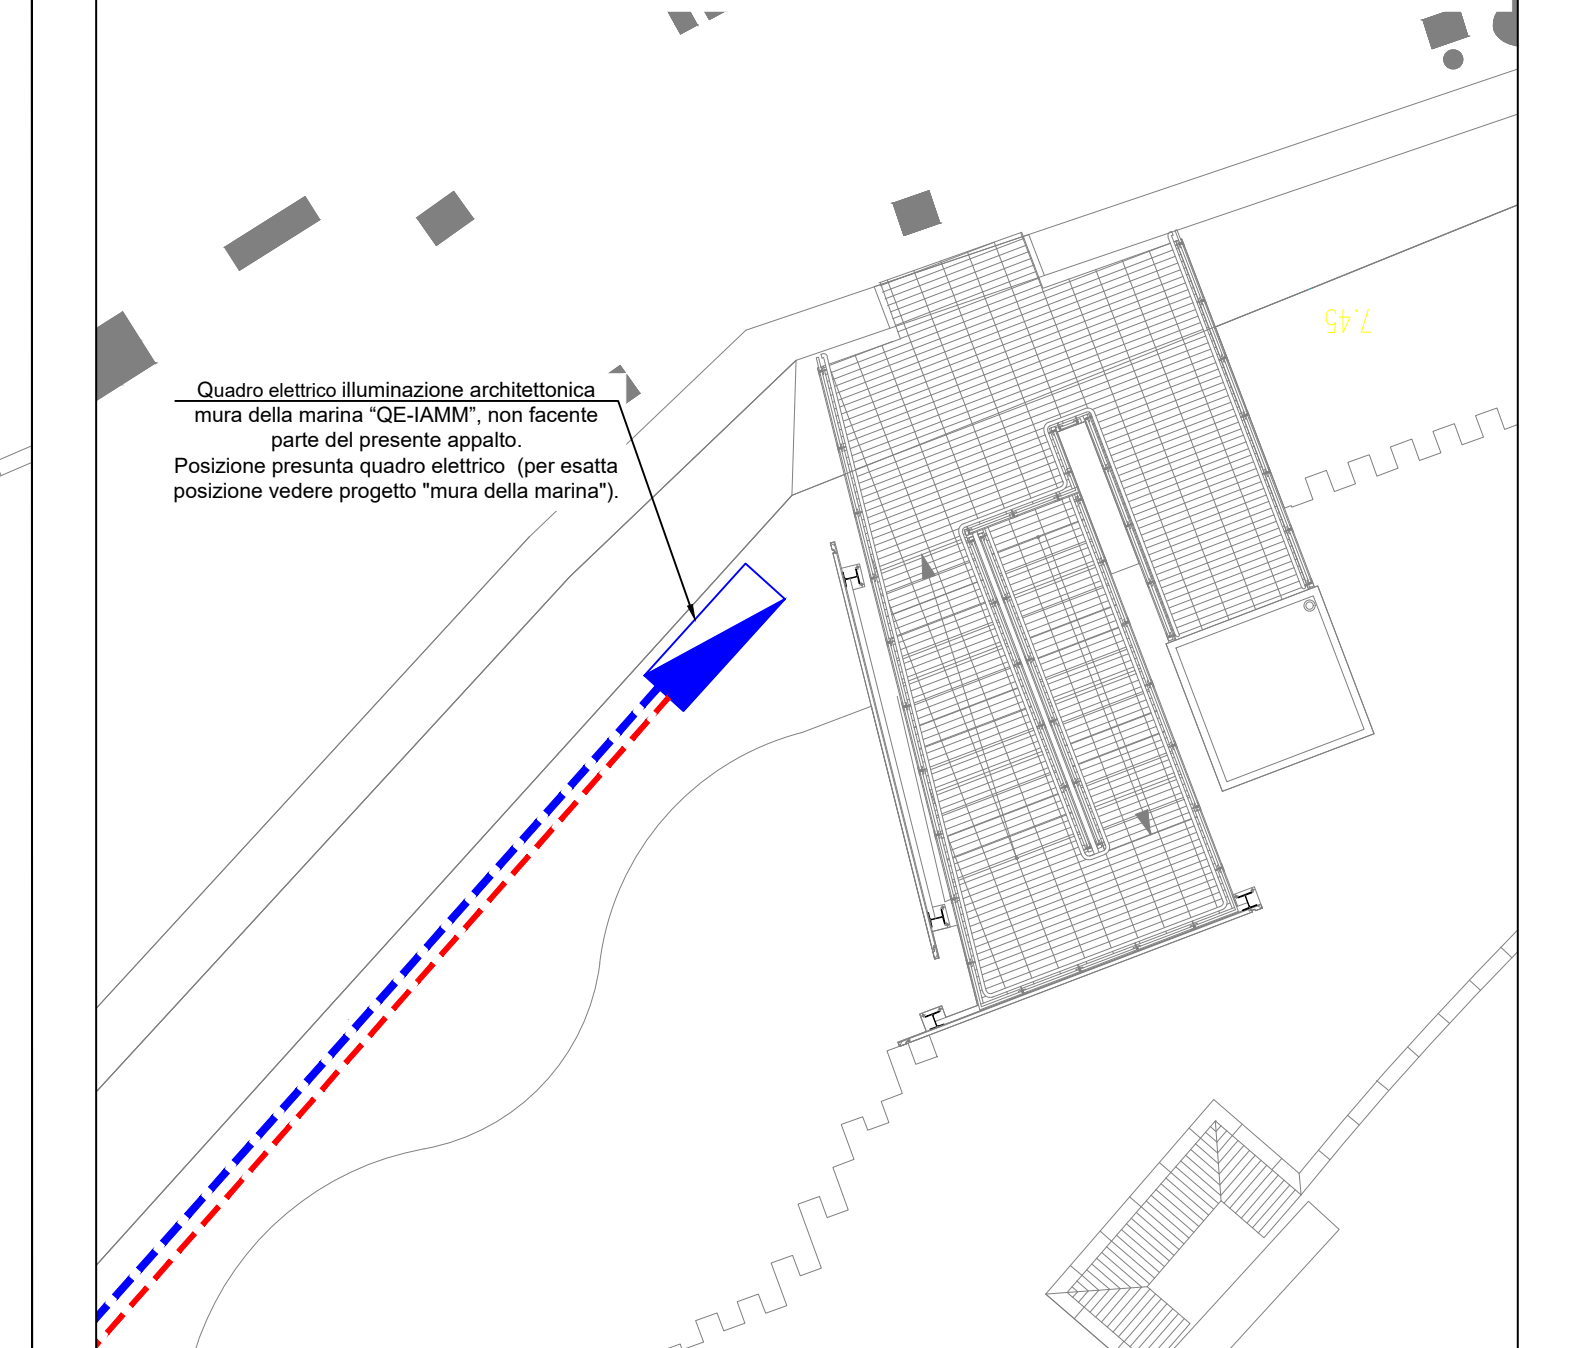 Quadro elettrico illuminazione architettonica
mura della marina “QE-IAMM”, non facente
parte del presente appalto.
Posizione presunta quadro elettrico (per esatta
posizione vedere progetto "mura della marina").
7.45